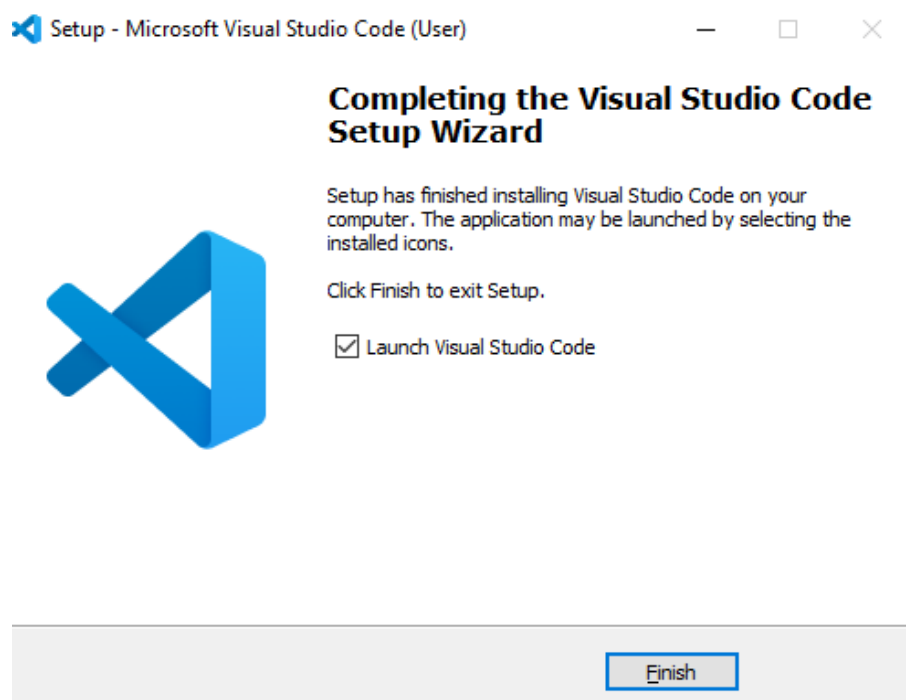 Setup - Microsoft Visual Studio Code (User)
Completing the Visual Studio Code
Setup Wizard
Setup has finished installing Visual Studio Code on your
computer. The application may be launched by selecting the
installed icons.
Click Finish to exit Setup.
Launch Visual Studio Code
Finish